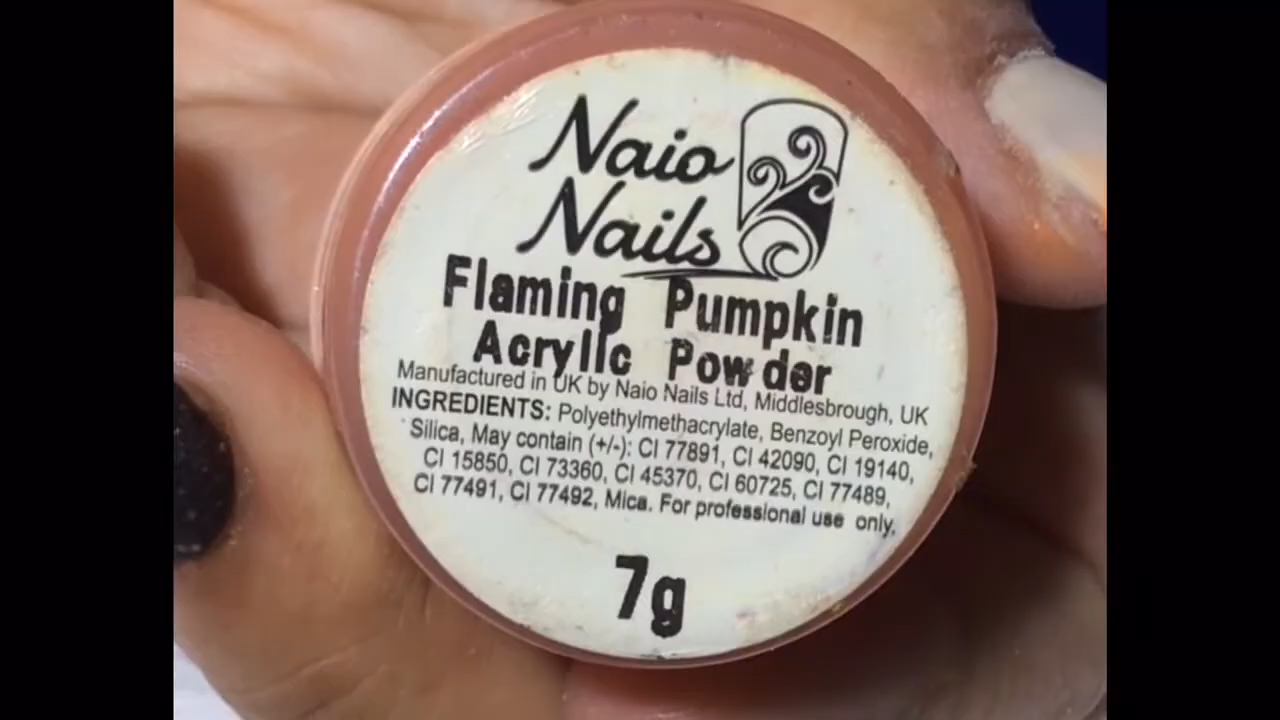 Naio
Nails
Flaming Pumpkin
Acrylic Powder
Manufactured in UK by Naio Nails Ltd, Middlesbrough, UK
INGREDIENTS: Polyethylmethacrylate, Benzoyl Peroxide,
Silica, May contain (+/-): CI 77891, CI 42090, CI 19140,
CI 15850, CI 73360, CI 45370, CI 60725, CI 77489,
CI 77491, CI 77492, Mica. For professional use only.
7g